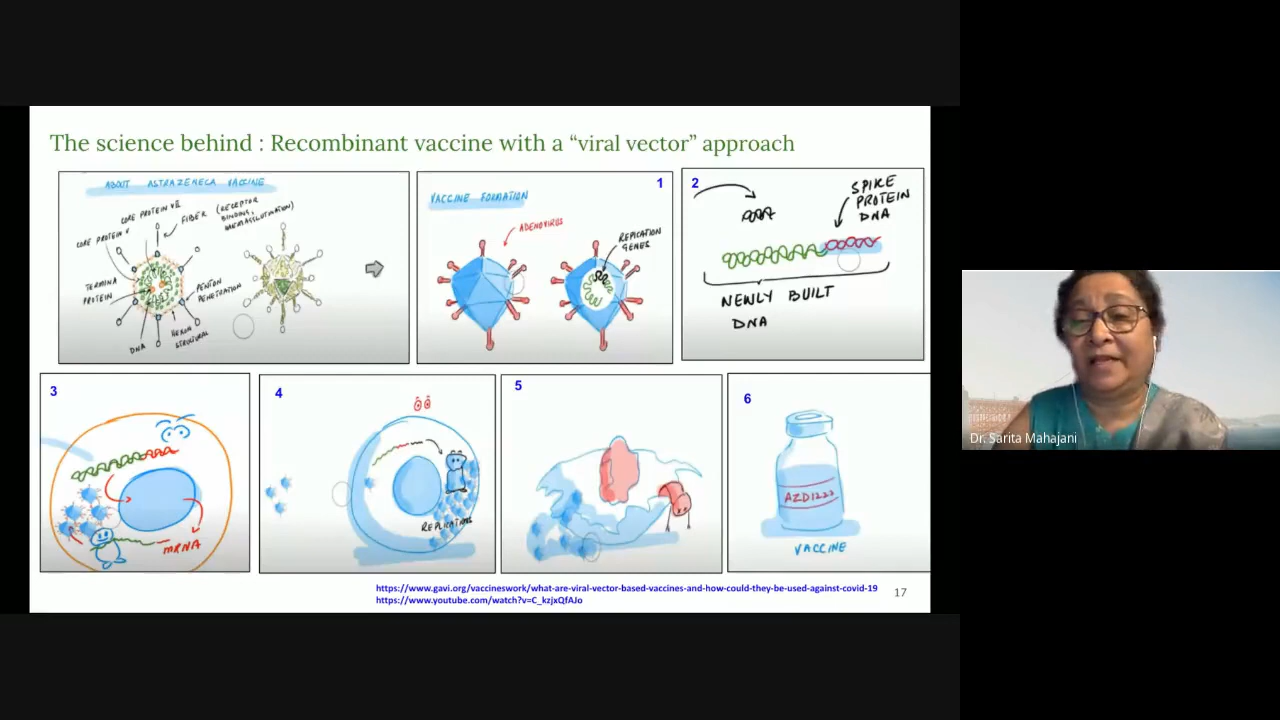 The science behind : Recombinant vaccine with a “viral vector” approach
ABOUT ASTRAZENECA VACCINE
CORE PROTEIN VII
FIBER (RECEPTOR
BINDING,
HAEMAGGLUTINATION)
CORE PROTEIN V
TERMINA
PROTEIN
PENTON
PENETRATION
HEXON
STRUCTURAL
DNA
1
VACCINE FORMATION
ADENOVIRUS
REPLICATION
GENES
2
SPIKE
PROTEIN
DNA
NEWLY BUILT
DNA
3
mRNA
4
5
6
AZD1222
VACCINE
https://www.gavi.org/vaccineswork/what-are-viral-vector-based-vaccines-and-how-could-they-be-used-against-covid-19
https://www.youtube.com/watch?v=C_kzjxQfAJo
17
Dr. Sarita Mahajani